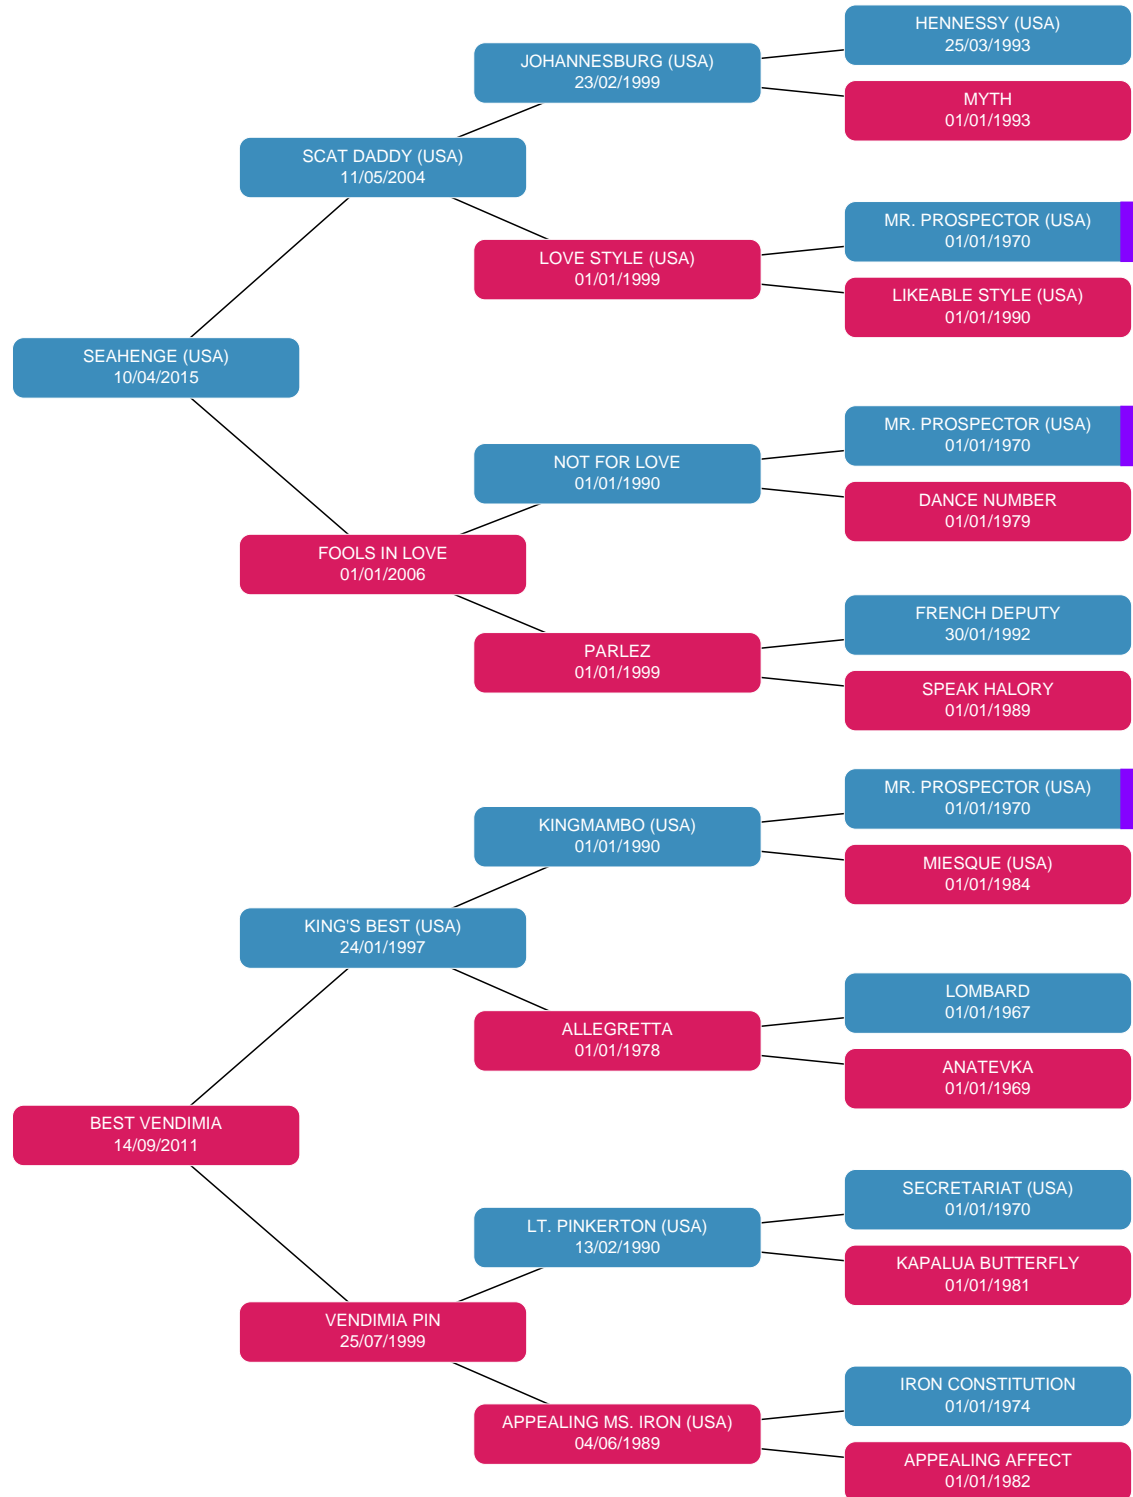 HENNESSY (USA)
25/03/1993
JOHANNESBURG (USA)
23/02/1999
MYTH
01/01/1993
SCAT DADDY (USA)
11/05/2004
MR. PROSPECTOR (USA)
01/01/1970
LOVE STYLE (USA)
01/01/1999
LIKEABLE STYLE (USA)
01/01/1990
SEAHENGE (USA)
10/04/2015
MR. PROSPECTOR (USA)
01/01/1970
NOT FOR LOVE
01/01/1990
DANCE NUMBER
01/01/1979
FOOLS IN LOVE
01/01/2006
FRENCH DEPUTY
30/01/1992
PARLEZ
01/01/1999
SPEAK HALORY
01/01/1989
MR. PROSPECTOR (USA)
01/01/1970
KINGMAMBO (USA)
01/01/1990
MIESQUE (USA)
01/01/1984
KING'S BEST (USA)
24/01/1997
LOMBARD
01/01/1967
ALLEGRETTA
01/01/1978
ANATEVKA
01/01/1969
BEST VENDIMIA
14/09/2011
SECRETARIAT (USA)
01/01/1970
LT. PINKERTON (USA)
13/02/1990
KAPALUA BUTTERFLY
01/01/1981
VENDIMIA PIN
25/07/1999
IRON CONSTITUTION
01/01/1974
APPEALING MS. IRON (USA)
04/06/1989
APPEALING AFFECT
01/01/1982